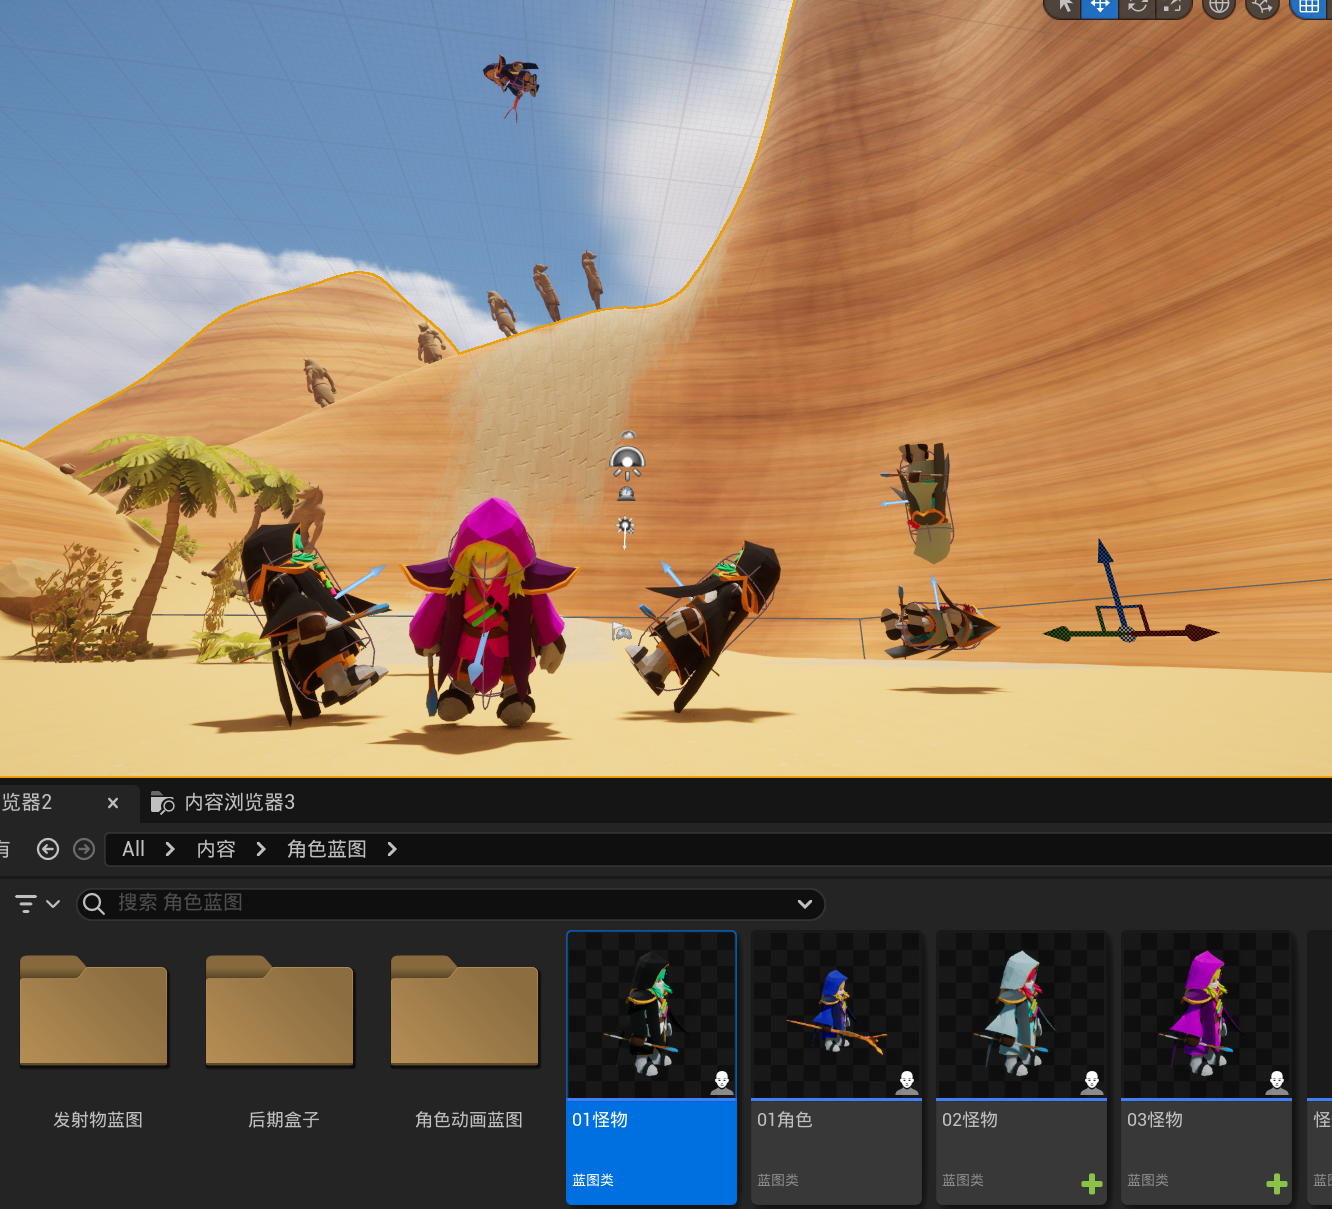 览器2
内容浏览器3
有
All
内容
角色蓝图
搜索 角色蓝图
发射物蓝图
后期盒子
角色动画蓝图
01怪物
01角色
02怪物
03怪物
怪
蓝图类
蓝图类
蓝图类
蓝图类
蓝图